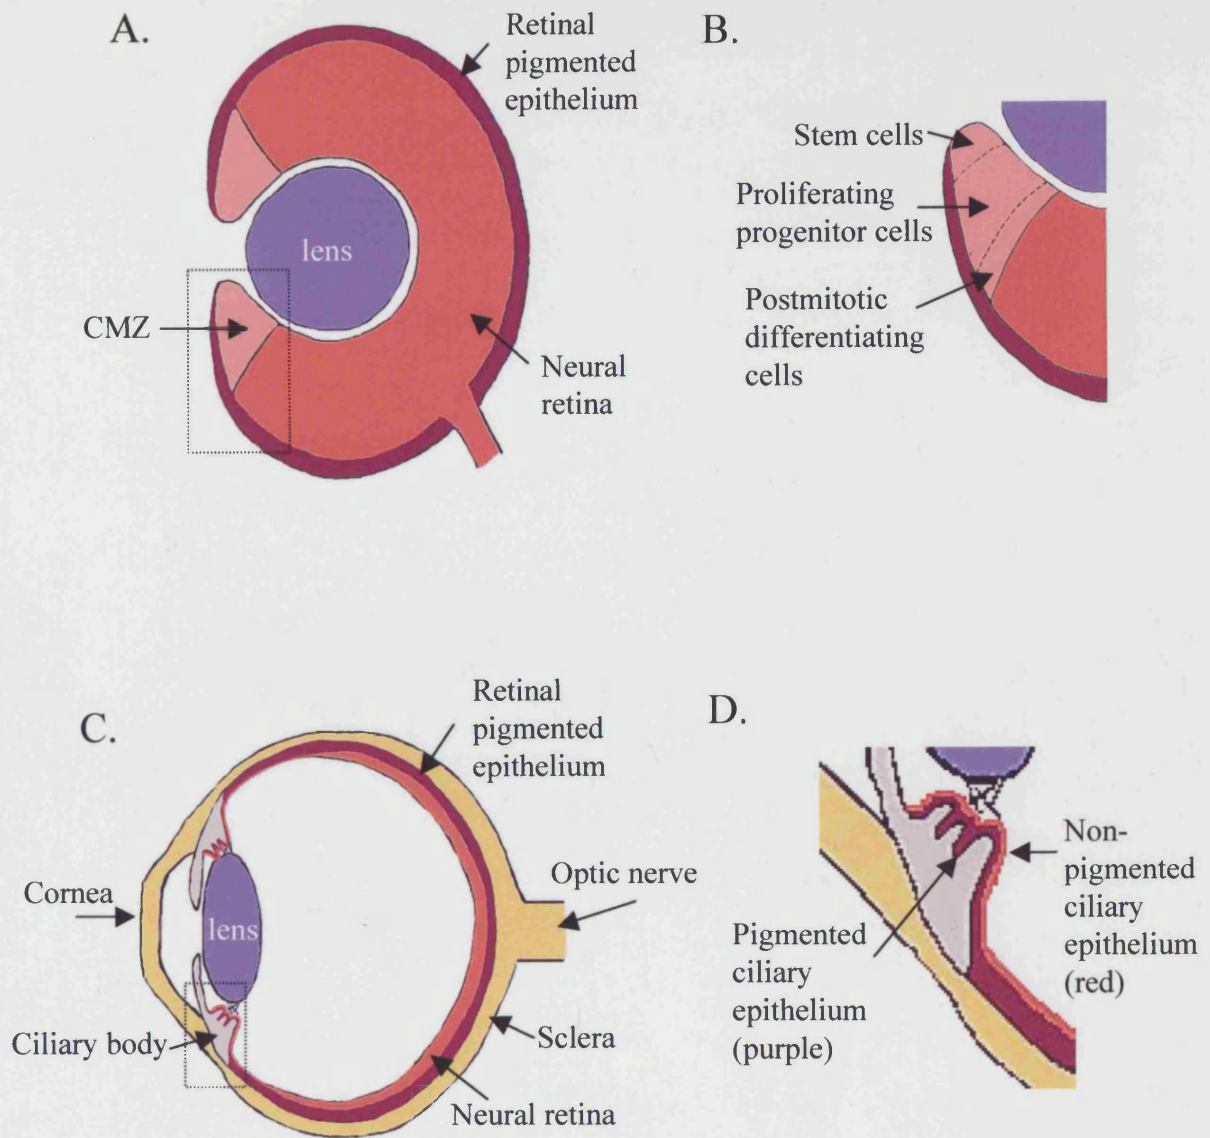 A.
Retinal
pigmented
epithelium
lens
CMZ
Neural
retina
B.
Stem cells
Proliferating
progenitor cells
Postmitotic
differentiating
cells
C.
Retinal
pigmented
epithelium
Cornea
lens
Optic nerve
Ciliary body
Sclera
Neural retina
D.
Non-
pigmented
ciliary
epithelium
(red)
Pigmented
ciliary
epithelium
(purple)